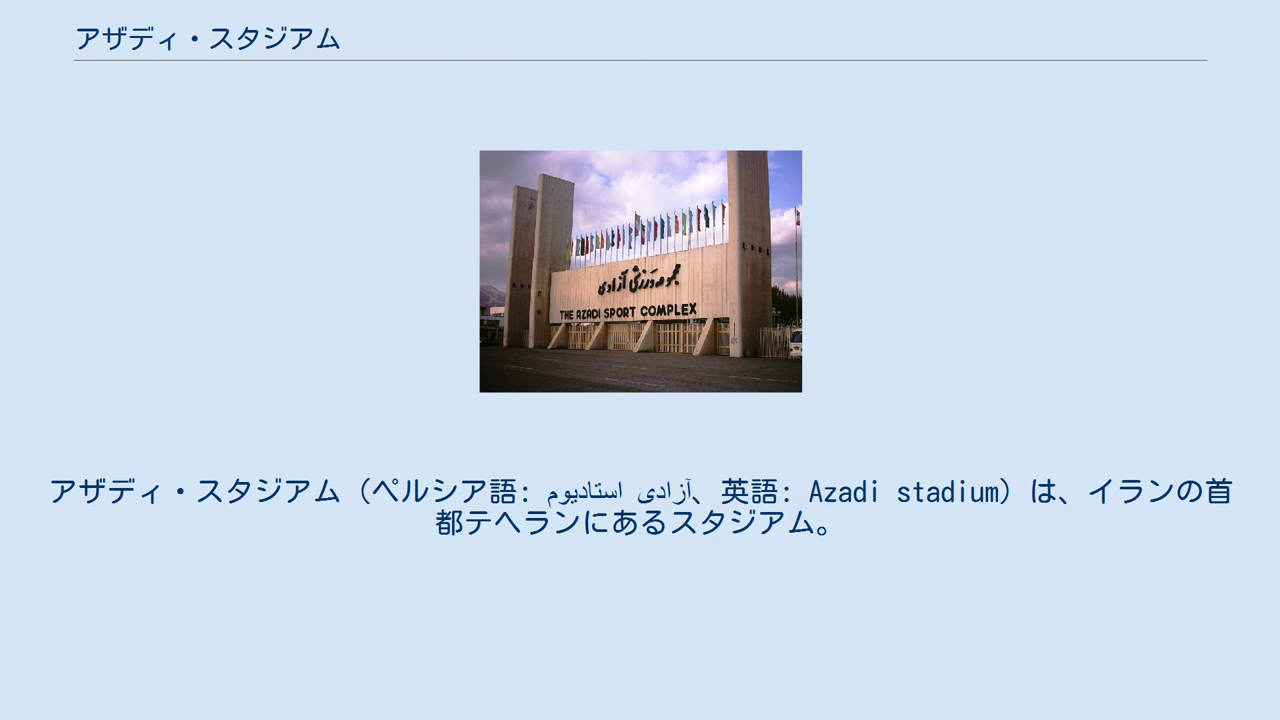 アザディ・スタジアム
مجموعه ورزشی آزادی
THE AZADI SPORT COMPLEX
アザディ・スタジアム（ペルシア語: آزادی استادیوم、英語: Azadi stadium）は、イランの首
都テヘランにあるスタジアム。